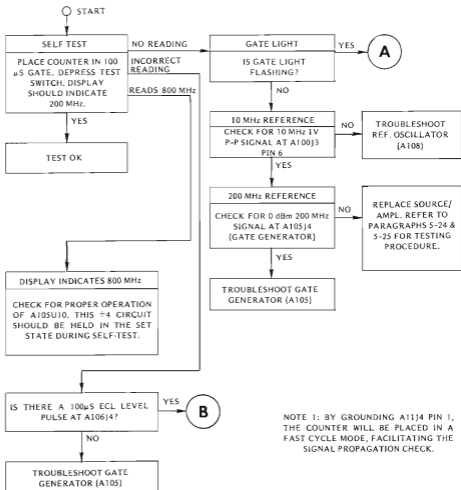 START
SELF TEST
PLACE COUNTER IN 100
µS GATE. DEPRESS TEST
SWITCH, DISPLAY
SHOULD INDICATE
200 MHz.
NO READING
INCORRECT
READING
READS 800 MHz
YES
TEST OK
GATE LIGHT
IS GATE LIGHT
FLASHING?
YES
A
NO
10 MHz REFERENCE
CHECK FOR 10 MHz 1V
P-P SIGNAL AT A100J3
PIN 6
NO
TROUBLESHOOT
REF. OSCILLATOR
(A108)
YES
200 MHz REFERENCE
CHECK FOR 0 dBm 200 MHz
SIGNAL AT A105J4
(GATE GENERATOR)
NO
REPLACE SOURCE/
AMPL. REFER TO
PARAGRAPHS 5-24 &
5-25 FOR TESTING
PROCEDURE.
YES
TROUBLESHOOT GATE
GENERATOR (A105)
DISPLAY INDICATES 800 MHz
CHECK FOR PROPER OPERATION
OF A105U10. THIS ÷4 CIRCUIT
SHOULD BE HELD IN THE SET
STATE DURING SELF-TEST.
IS THERE A 100µS ECL LEVEL
PULSE AT A106J4?
YES
B
NO
TROUBLESHOOT GATE
GENERATOR (A105)
NOTE 1: BY GROUNDING A11J4 PIN 1,
THE COUNTER WILL BE PLACED IN A
FAST CYCLE MODE, FACILITATING THE
SIGNAL PROPAGATION CHECK.